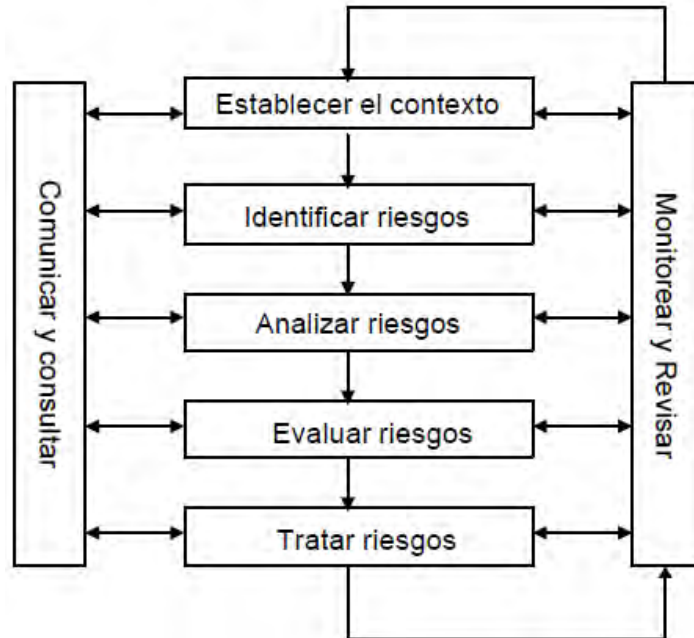 Establecer el contexto
Identificar riesgos
Analizar riesgos
Evaluar riesgos
Tratar riesgos
Comunicar y consultar
Monitorear y Revisar